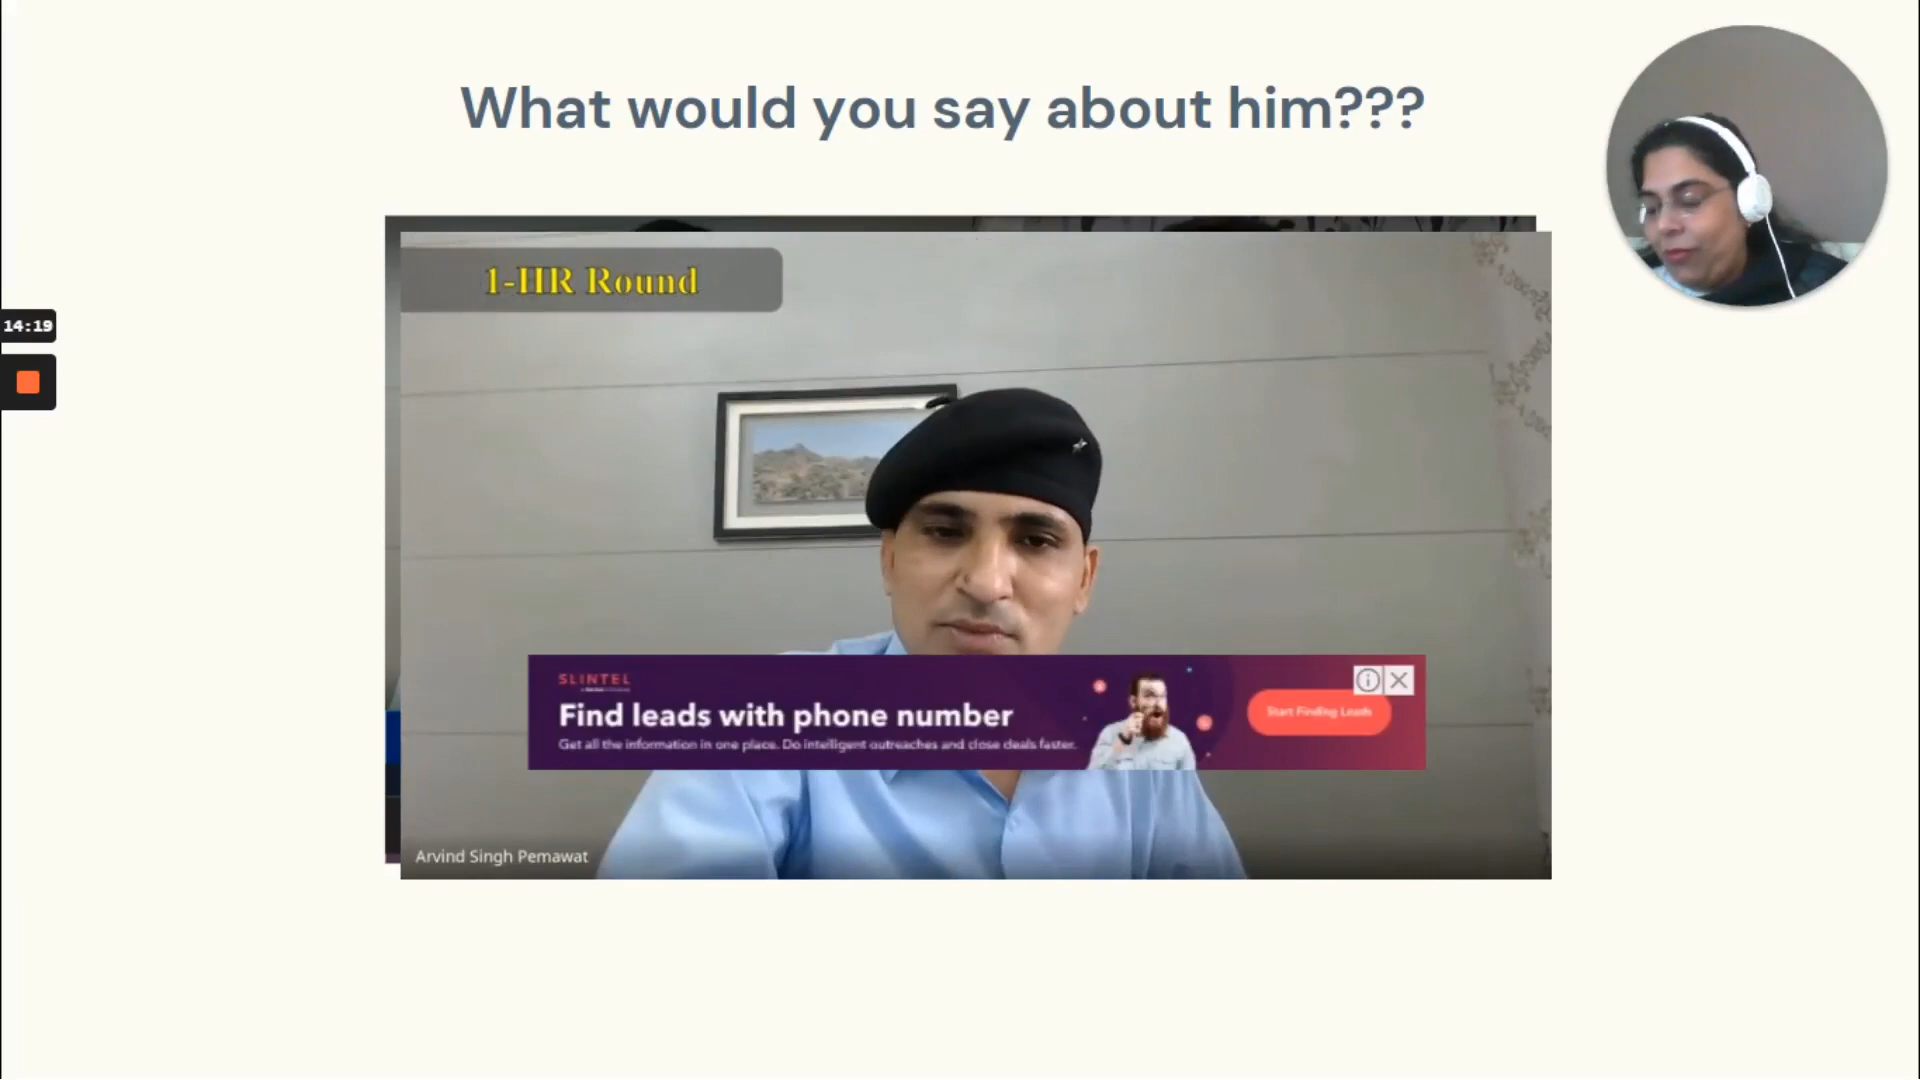 What would you say about him???
1-HR Round
14:19
SLINTEL
Find leads with phone number
Get all the information in one place. Do intelligent outreaches and close deals faster.
Start Finding Leads
Arvind Singh Pemawat